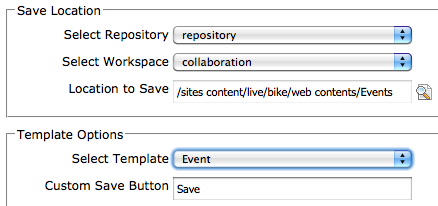 Save Location
Select Repository repository
Select Workspace collaboration
Location to Save /sites content/live/bike/web contents/Events
Template Options
Select Template Event
Custom Save Button Save